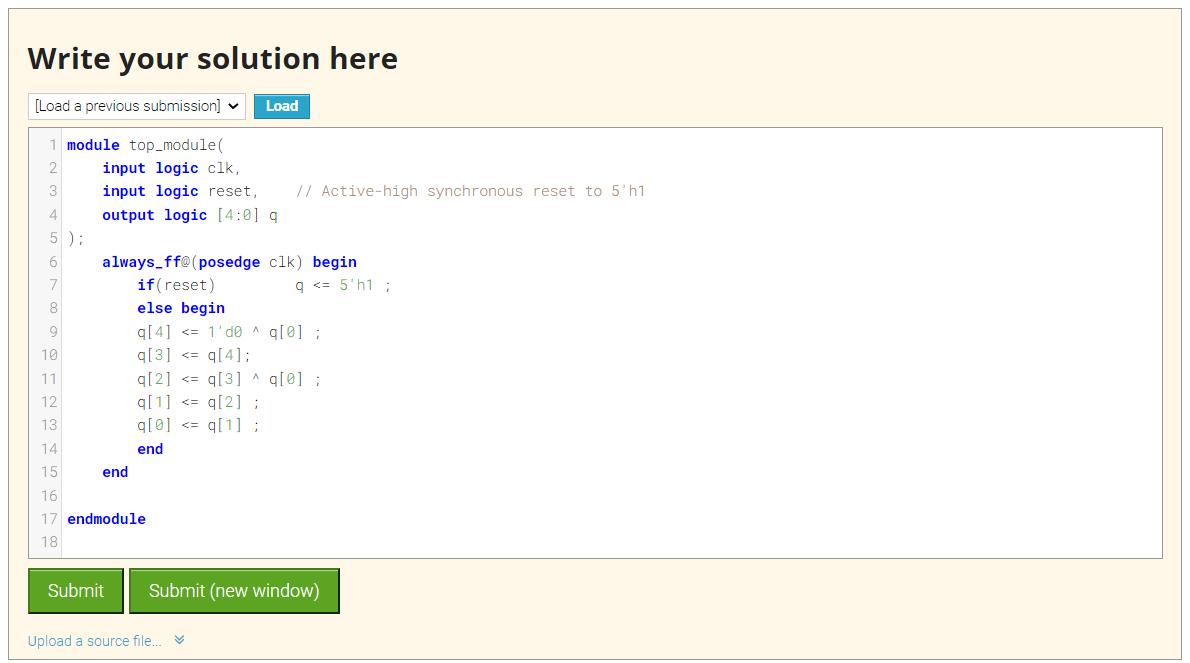 Write your solution here
[Load a previous submission] Load
1 module top_module(
2 input logic clk,
3 input logic reset, // Active-high synchronous reset to 5'h1
4 output logic [4:0] q
5 );
6 always_ff@(posedge clk) begin
7 if(reset) q <= 5'h1 ;
8 else begin
9 q[4] <= 1'd0 ^ q[0] ;
10 q[3] <= q[4];
11 q[2] <= q[3] ^ q[0] ;
12 q[1] <= q[2] ;
13 q[0] <= q[1] ;
14 end
15 end
16
17 endmodule
18
Submit Submit (new window)
Upload a source file...